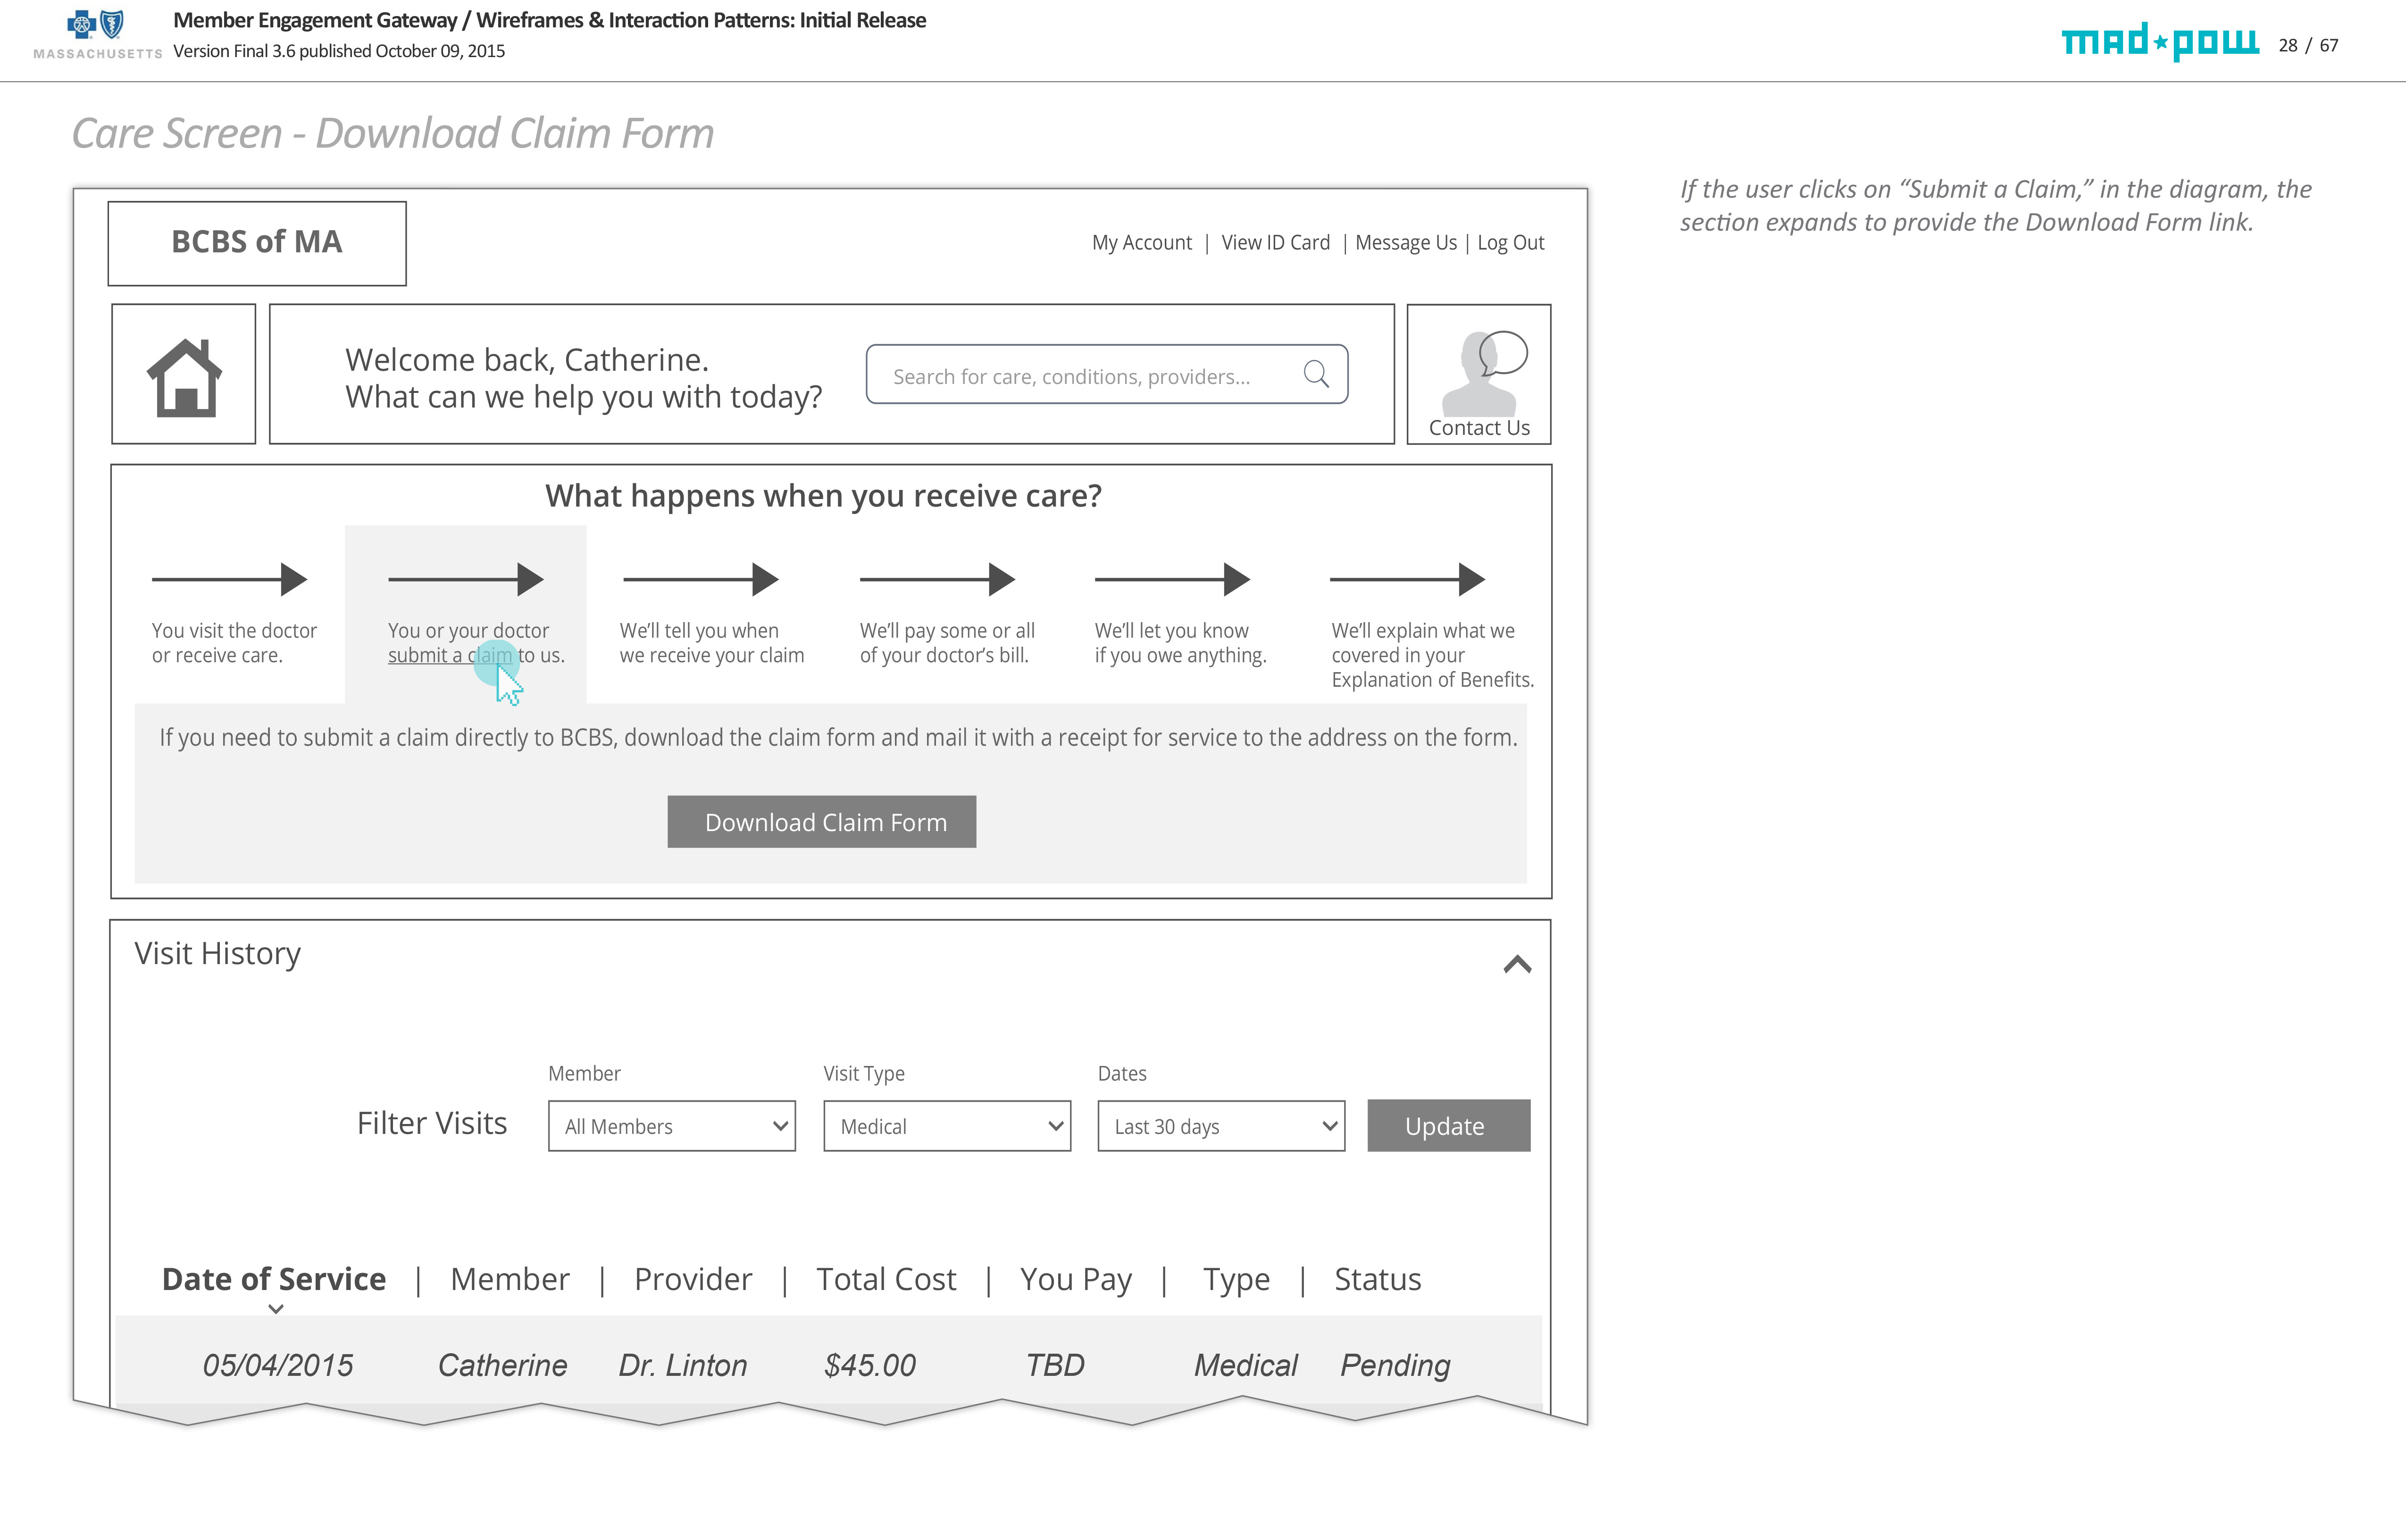 Member Engagement Gateway / Wireframes & Interaction Patterns: Initial Release
MASSACHUSETTS
Version Final 3.6 published October 09, 2015
mad*pow
28 / 67
Care Screen - Download Claim Form
If the user clicks on “Submit a Claim,” in the diagram, the
section expands to provide the Download Form link.
BCBS of MA
My Account | View ID Card | Message Us | Log Out
Welcome back, Catherine.
What can we help you with today?
Search for care, conditions, providers...
Contact Us
What happens when you receive care?
You visit the doctor
or receive care.
You or your doctor
submit a claim to us.
We’ll tell you when
we receive your claim
We’ll pay some or all
of your doctor’s bill.
We’ll let you know
if you owe anything.
We’ll explain what we
covered in your
Explanation of Benefits.
If you need to submit a claim directly to BCBS, download the claim form and mail it with a receipt for service to the address on the form.
Download Claim Form
Visit History
Member
Visit Type
Dates
Filter Visits
All Members
Medical
Last 30 days
Update
Date of Service | Member | Provider | Total Cost | You Pay | Type | Status
05/04/2015 Catherine Dr. Linton $45.00 TBD Medical Pending